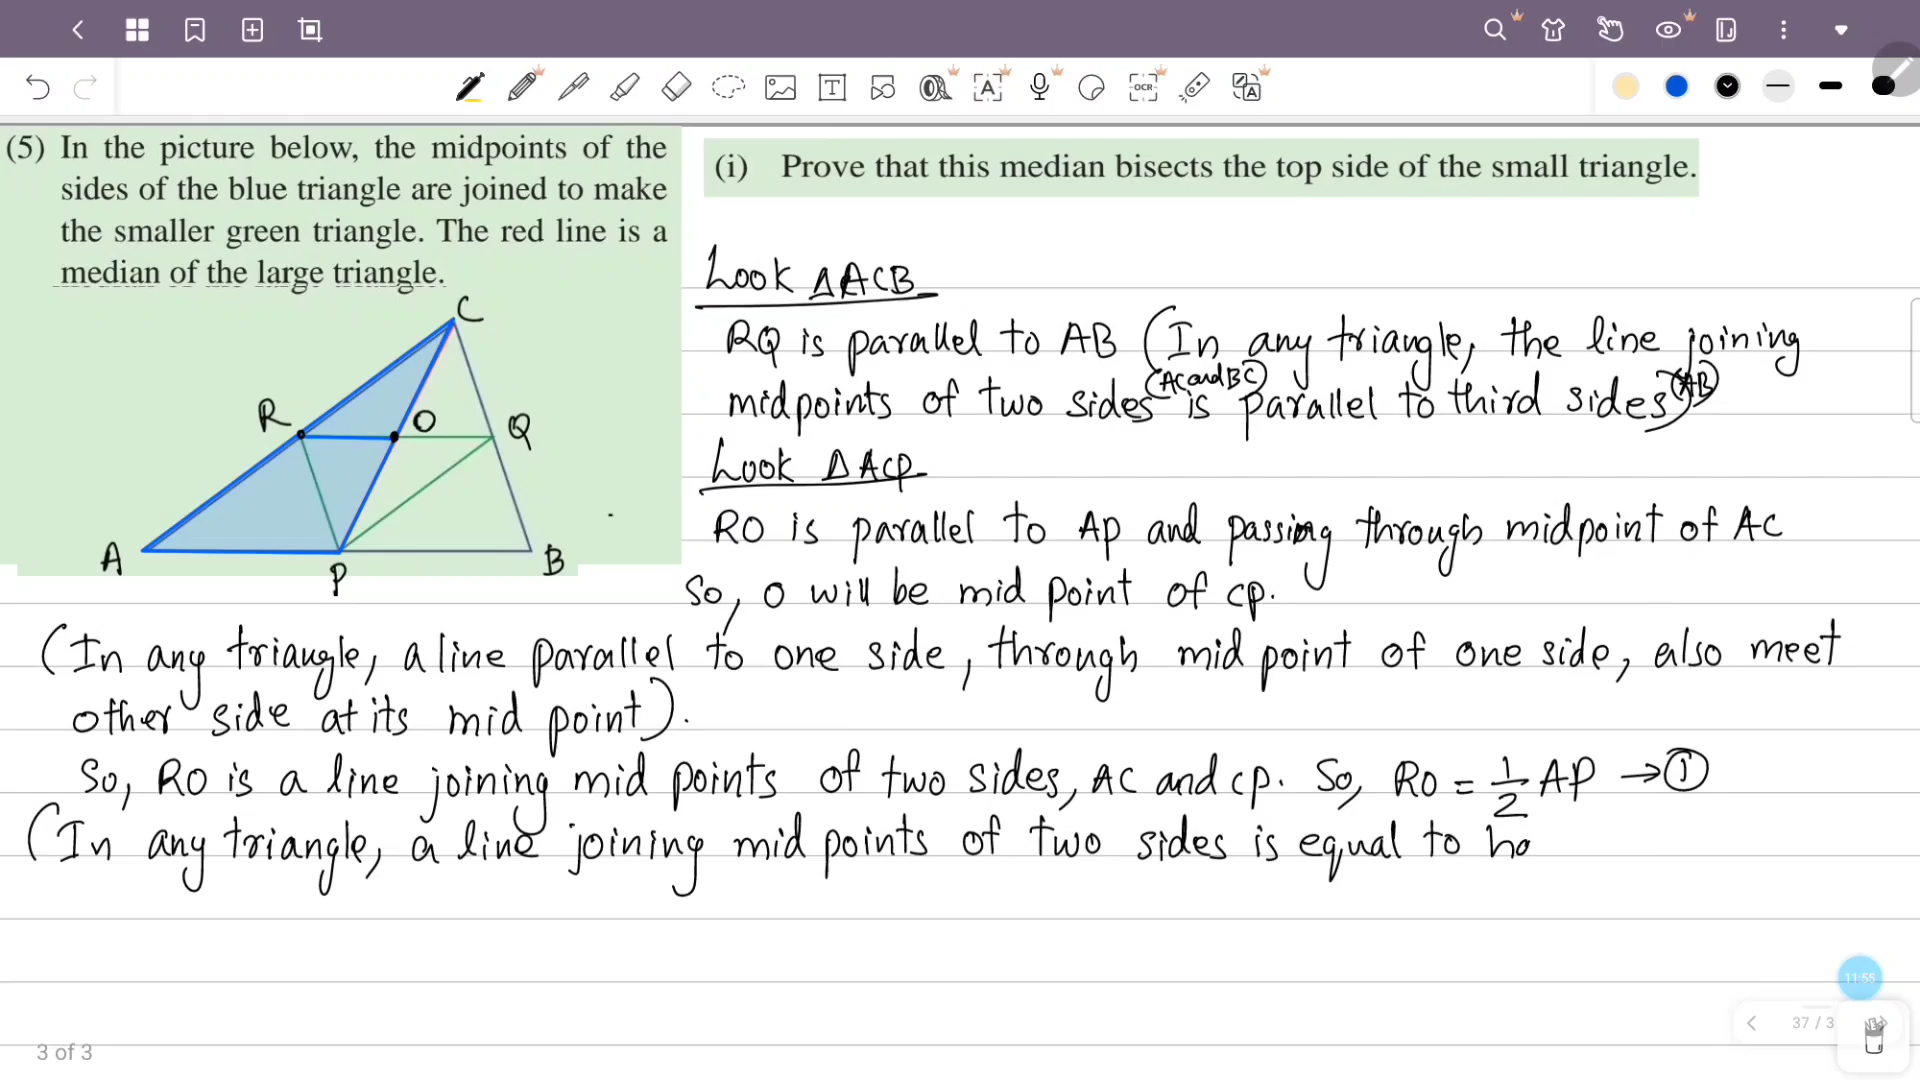 (5) In the picture below, the midpoints of the
sides of the blue triangle are joined to make
the smaller green triangle. The red line is a
median of the large triangle.
C
R
O
Q
A
P
B
(i) Prove that this median bisects the top side of the small triangle.
Look △ACB
RQ is parallel to AB (In any triangle, the line joining
midpoints of two sides (AC and BC) is parallel to third sides) (AB)
Look △ACP
RO is parallel to AP and passing through midpoint of AC
So, O will be mid point of CP.
(In any triangle, a line parallel to one side, through mid point of one side, also meet
other side at its mid point).
So, RO is a line joining mid points of two sides, AC and CP. So, RO = 1/2 AP → ①
(In any triangle, a line joining mid points of two sides is equal to ha
11:55
37 / 3
3 of 3